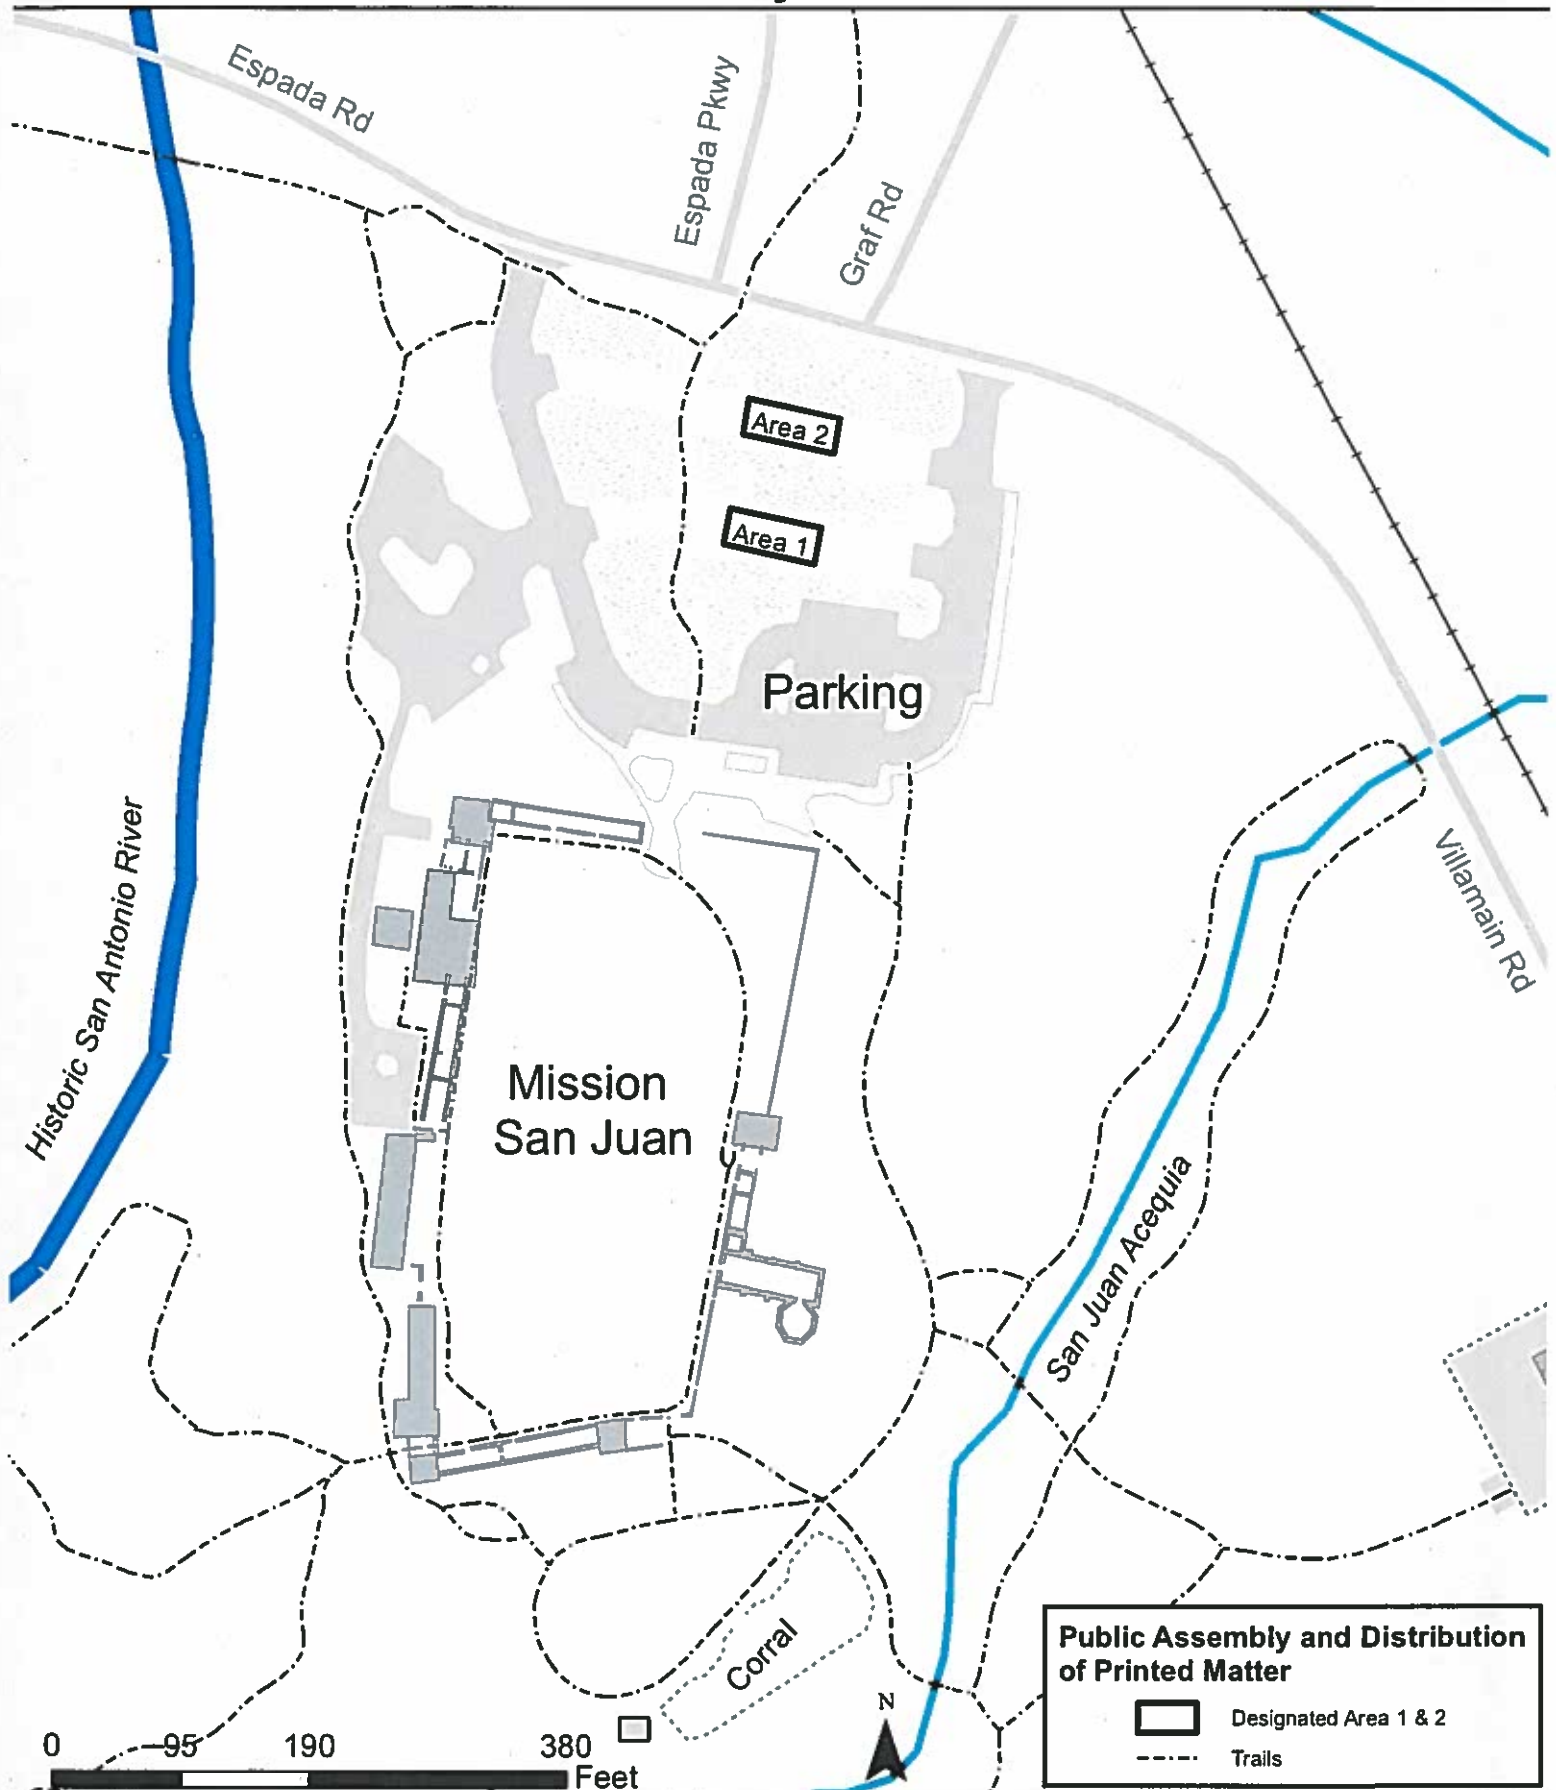 Espada Rd
Espada Pkwy
Graf Rd
Area 2
Area 1
Parking
Historic San Antonio River
Villamain Rd
Mission
San Juan
San Juan Acequia
Corral
Public Assembly and Distribution
of Printed Matter
Designated Area 1 & 2
Trails
N
0 95 190 380
Feet